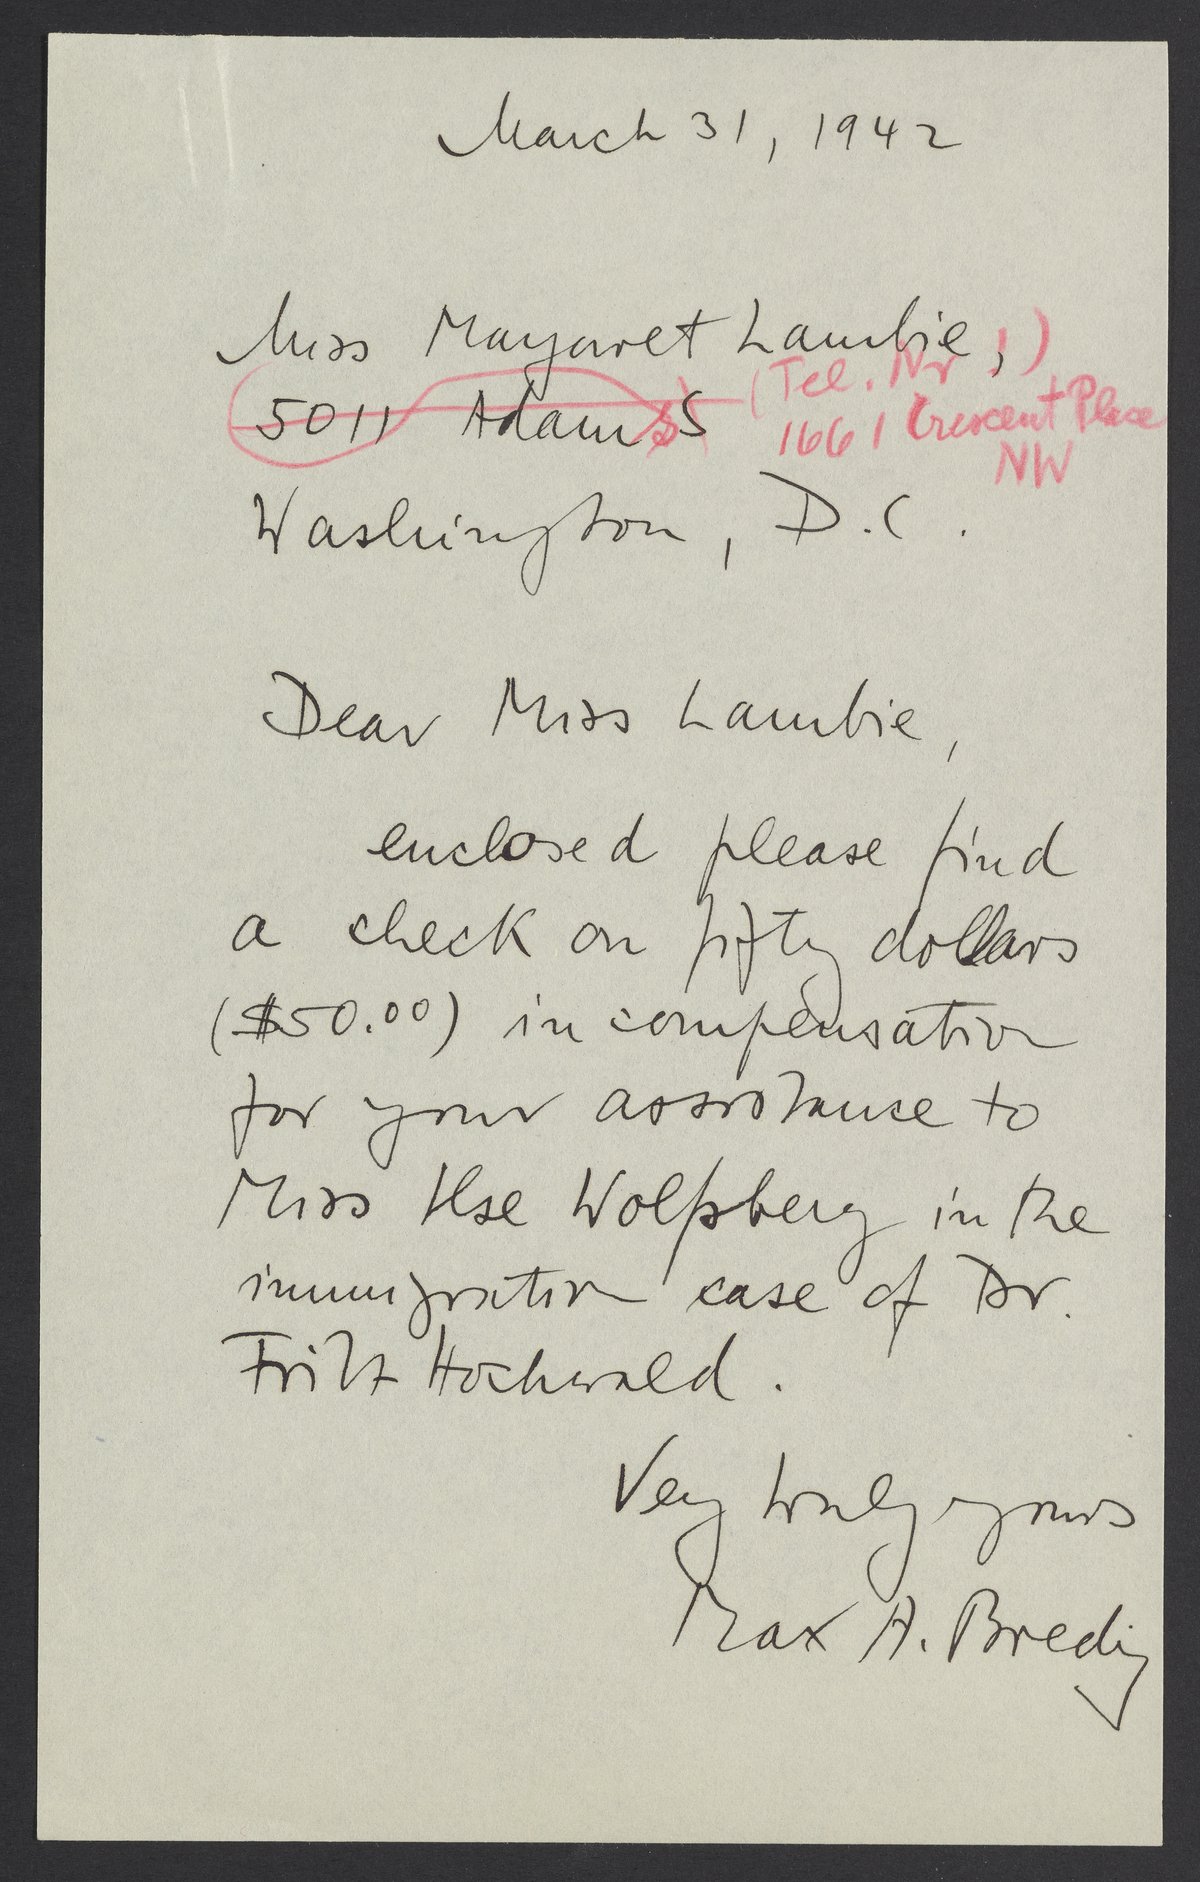 March 31, 1942
Miss Margaret Lambie,
5011 Adams (Tel. Nr!)
1661 Crescent Place
NW
Washington, D.C.
Dear Miss Lambie,
enclosed please find
a check on fifty dollars
($50.00) in compensation
for your assistance to
Miss Ilse Wolfsberg in the
immigration case of Dr.
Fritz Hochwald.
Very truly yours
Max A. Bredig